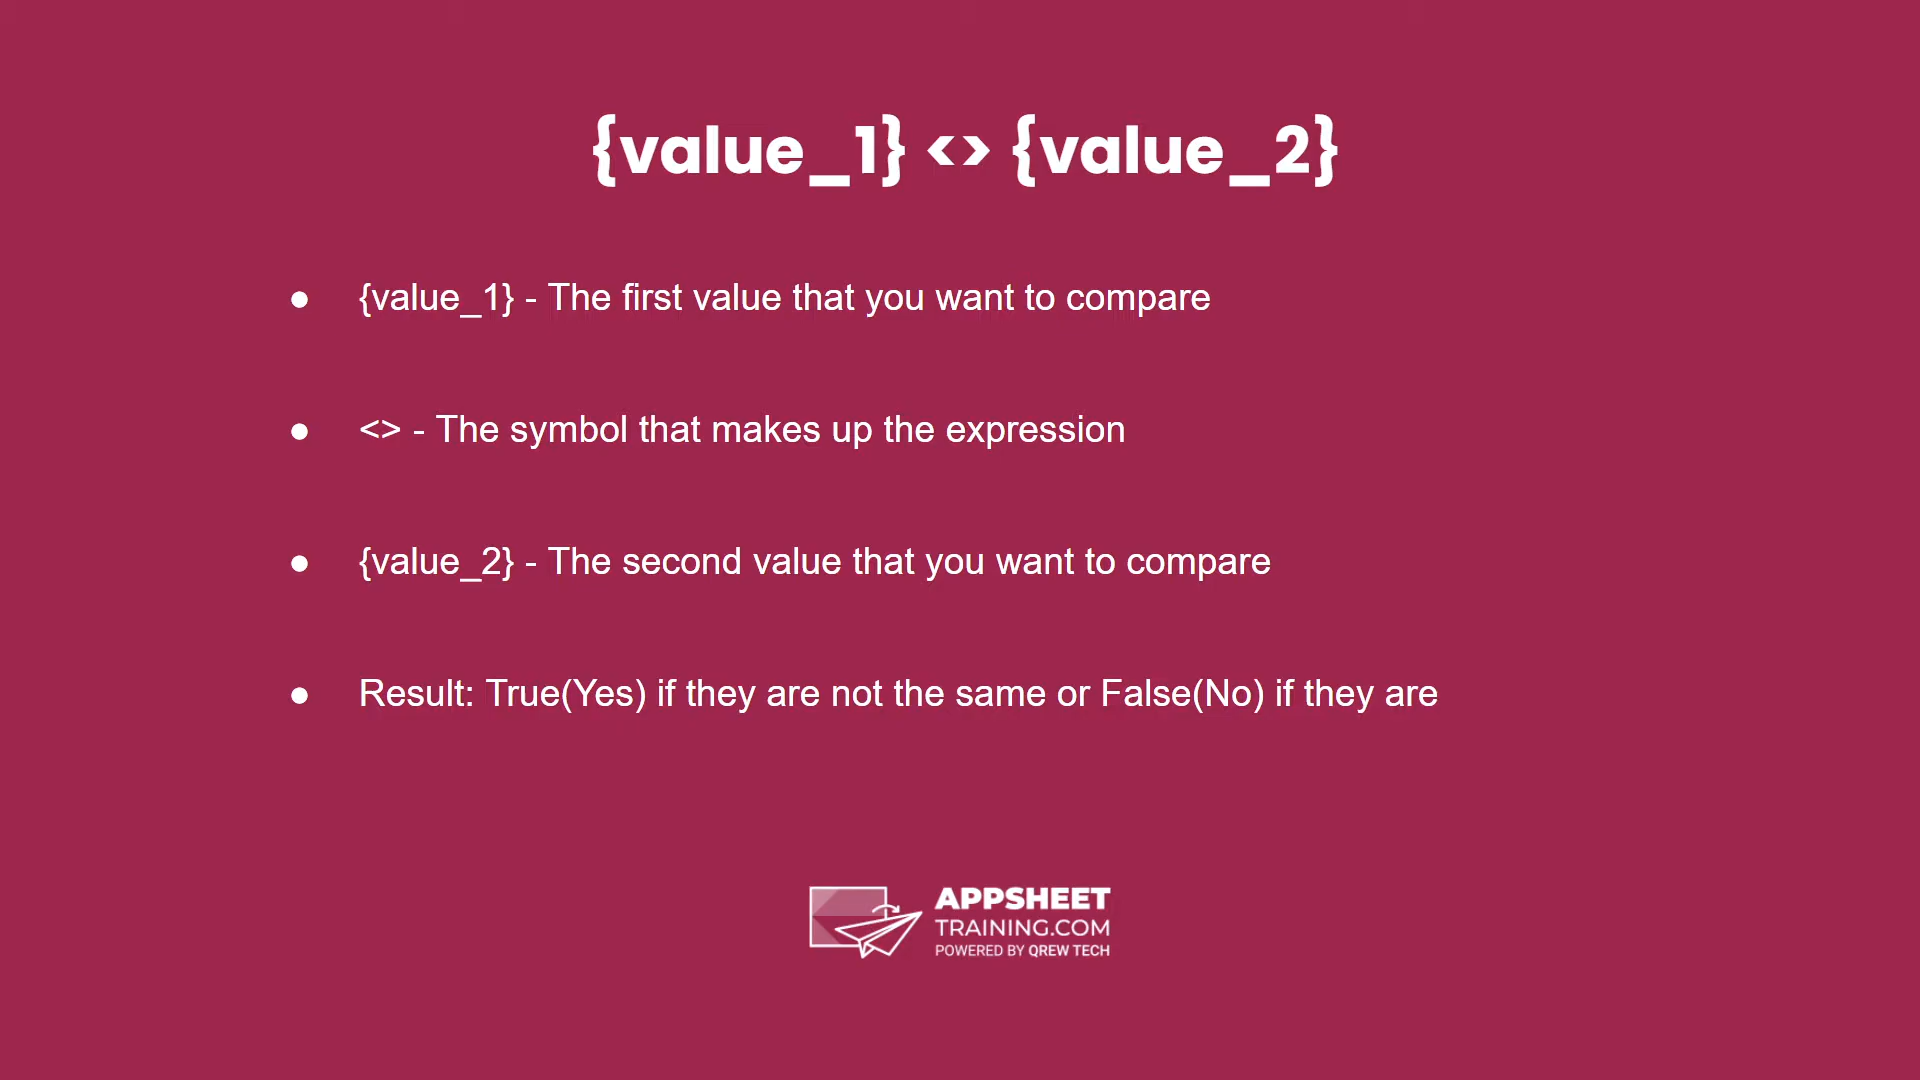 {value_1} <> {value_2}
● {value_1} - The first value that you want to compare
● <> - The symbol that makes up the expression
● {value_2} - The second value that you want to compare
● Result: True(Yes) if they are not the same or False(No) if they are
APPSHEET
TRAINING.COM
POWERED BY QREW TECH